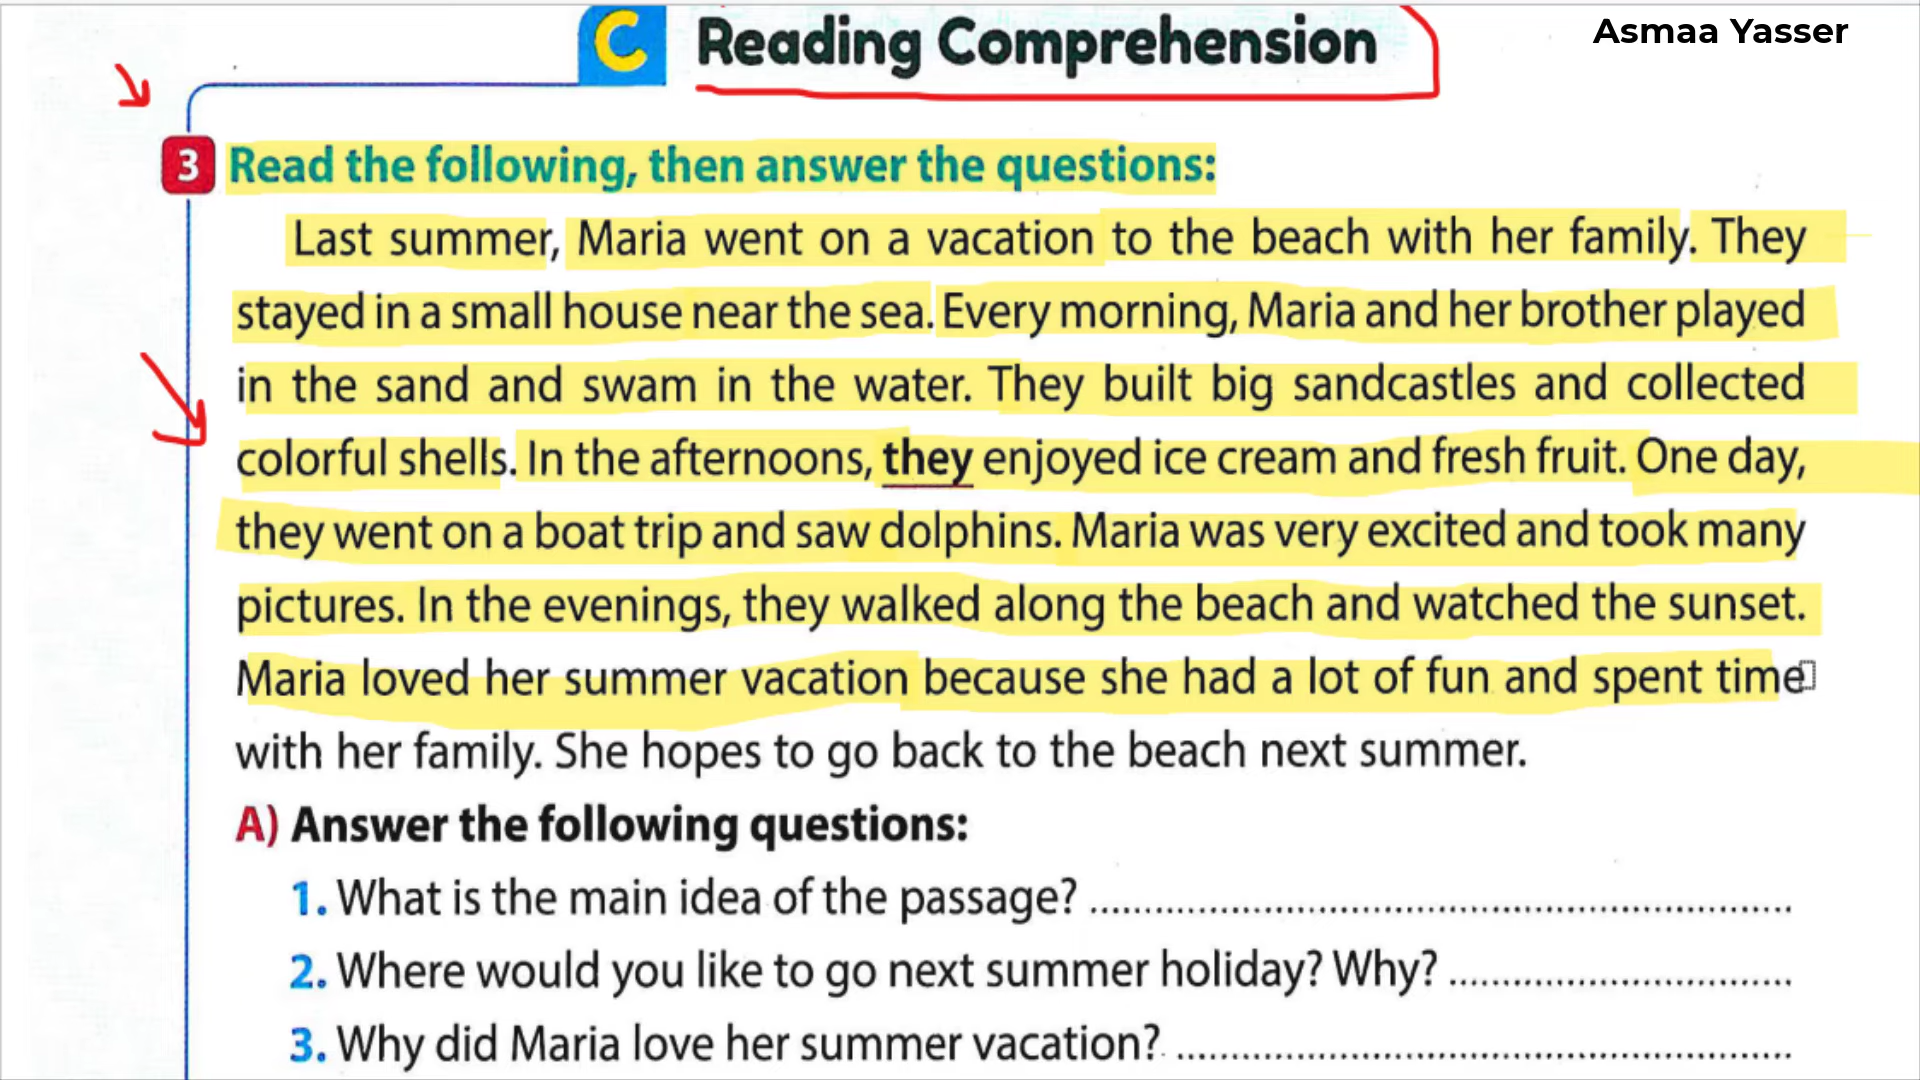 C Reading Comprehension
Asmaa Yasser
3 Read the following, then answer the questions:
Last summer, Maria went on a vacation to the beach with her family. They
stayed in a small house near the sea. Every morning, Maria and her brother played
in the sand and swam in the water. They built big sandcastles and collected
colorful shells. In the afternoons, they enjoyed ice cream and fresh fruit. One day,
they went on a boat trip and saw dolphins. Maria was very excited and took many
pictures. In the evenings, they walked along the beach and watched the sunset.
Maria loved her summer vacation because she had a lot of fun and spent time
with her family. She hopes to go back to the beach next summer.
A) Answer the following questions:
1. What is the main idea of the passage? ........................................................
2. Where would you like to go next summer holiday? Why? ............................
3. Why did Maria love her summer vacation? .................................................